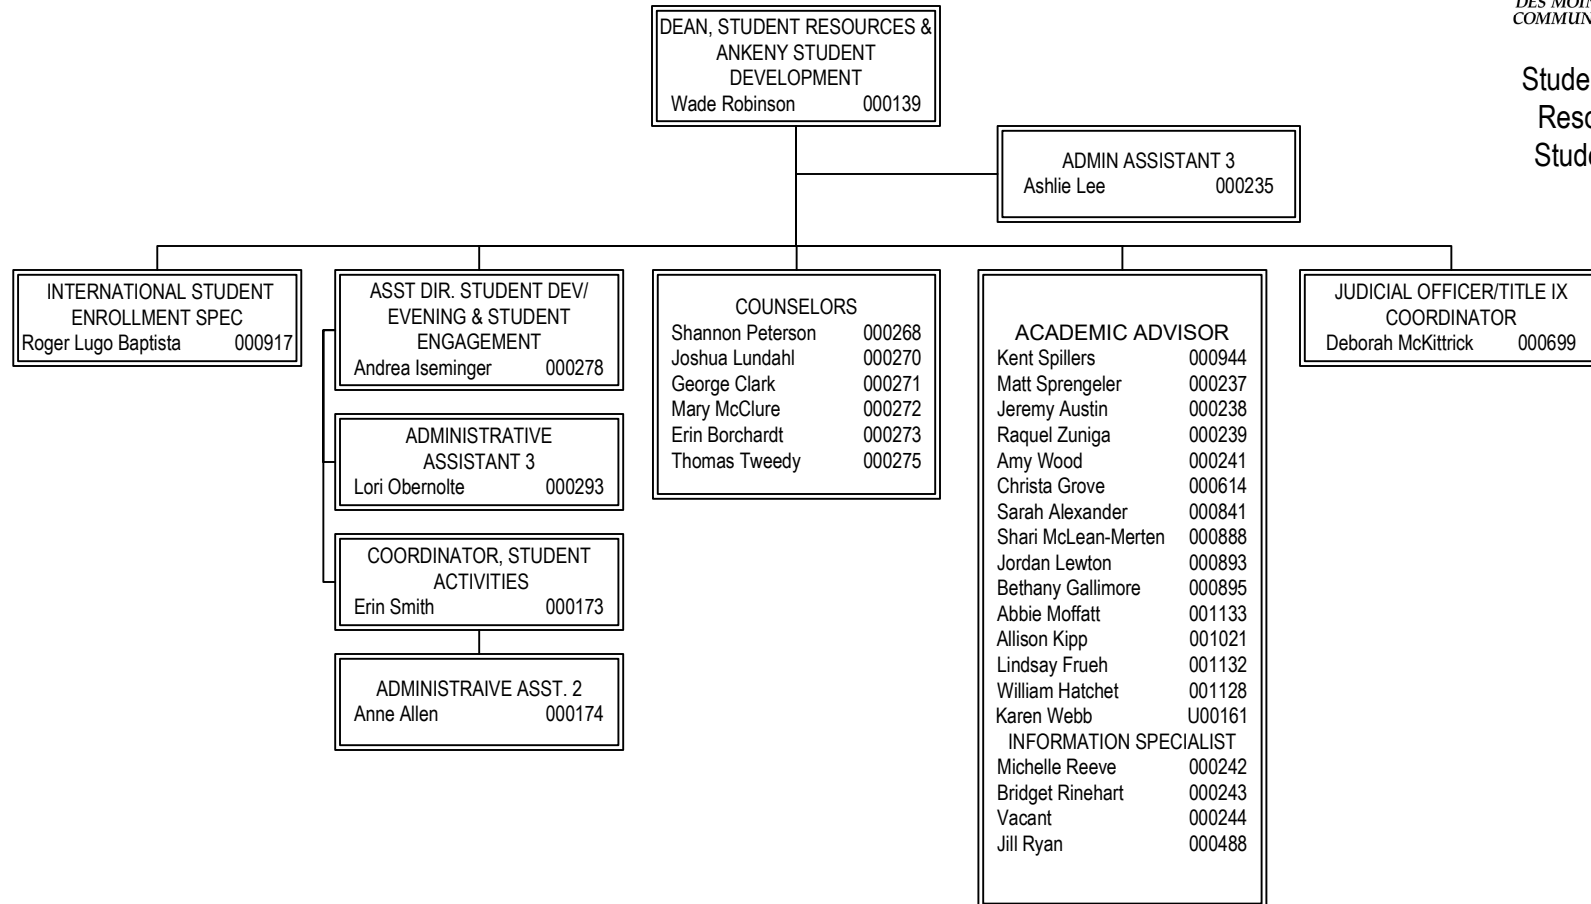 DES MOIN
COMMUN
Stude
Reso
Stude
DEAN, STUDENT RESOURCES &
ANKENY STUDENT
DEVELOPMENT
Wade Robinson 000139
ADMIN ASSISTANT 3
Ashlie Lee 000235
INTERNATIONAL STUDENT
ENROLLMENT SPEC
Roger Lugo Baptista 000917
ASST DIR. STUDENT DEV/
EVENING & STUDENT
ENGAGEMENT
Andrea Iseminger 000278
ADMINISTRATIVE
ASSISTANT 3
Lori Obernolte 000293
COORDINATOR, STUDENT
ACTIVITIES
Erin Smith 000173
ADMINISTRAIVE ASST. 2
Anne Allen 000174
COUNSELORS
Shannon Peterson 000268
Joshua Lundahl 000270
George Clark 000271
Mary McClure 000272
Erin Borchardt 000273
Thomas Tweedy 000275
ACADEMIC ADVISOR
Kent Spillers 000944
Matt Sprengeler 000237
Jeremy Austin 000238
Raquel Zuniga 000239
Amy Wood 000241
Christa Grove 000614
Sarah Alexander 000841
Shari McLean-Merten 000888
Jordan Lewton 000893
Bethany Gallimore 000895
Abbie Moffatt 001133
Allison Kipp 001021
Lindsay Frueh 001132
William Hatchet 001128
Karen Webb U00161
INFORMATION SPECIALIST
Michelle Reeve 000242
Bridget Rinehart 000243
Vacant 000244
Jill Ryan 000488
JUDICIAL OFFICER/TITLE IX
COORDINATOR
Deborah McKittrick 000699